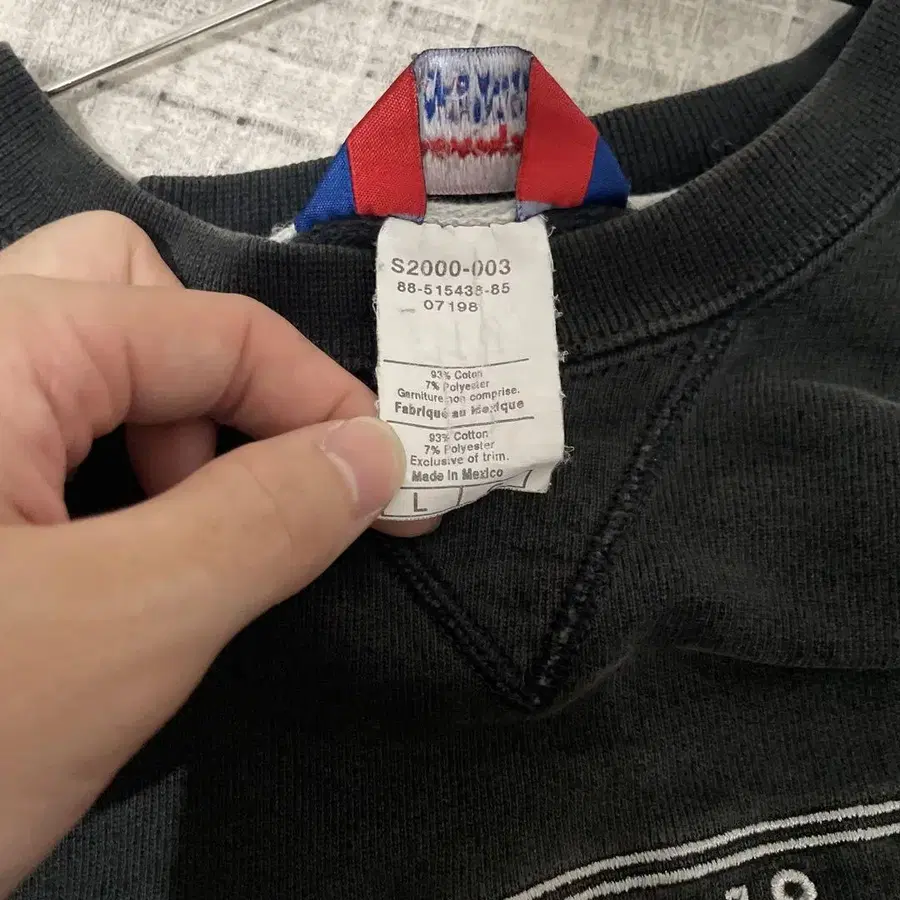 S2000-003
88-515438-85
07198
93% Coton
7% Polyester
Garniture non comprise.
Fabriqué au Mexique
93% Cotton
7% Polyester
Exclusive of trim.
Made in Mexico
L